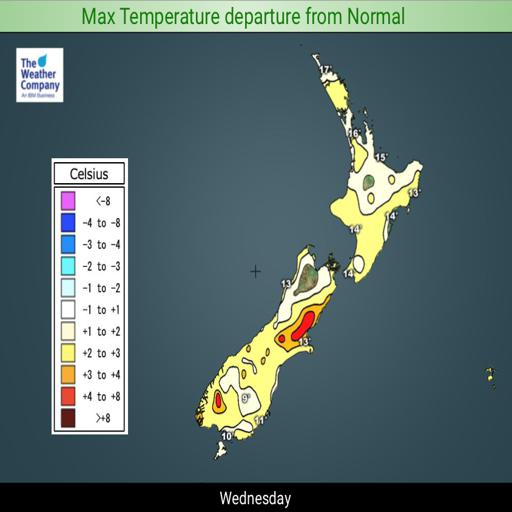 Max Temperature departure from Normal
The
Weather
Company
An IBM Business
Celsius
<-8
-4 to -8
-3 to -4
-2 to -3
-1 to -2
-1 to +1
+1 to +2
+2 to +3
+3 to +4
+4 to +8
>+8
17°
16°
15°
13°
14°
14°
14
13
13°
9°
11°
10
Wednesday